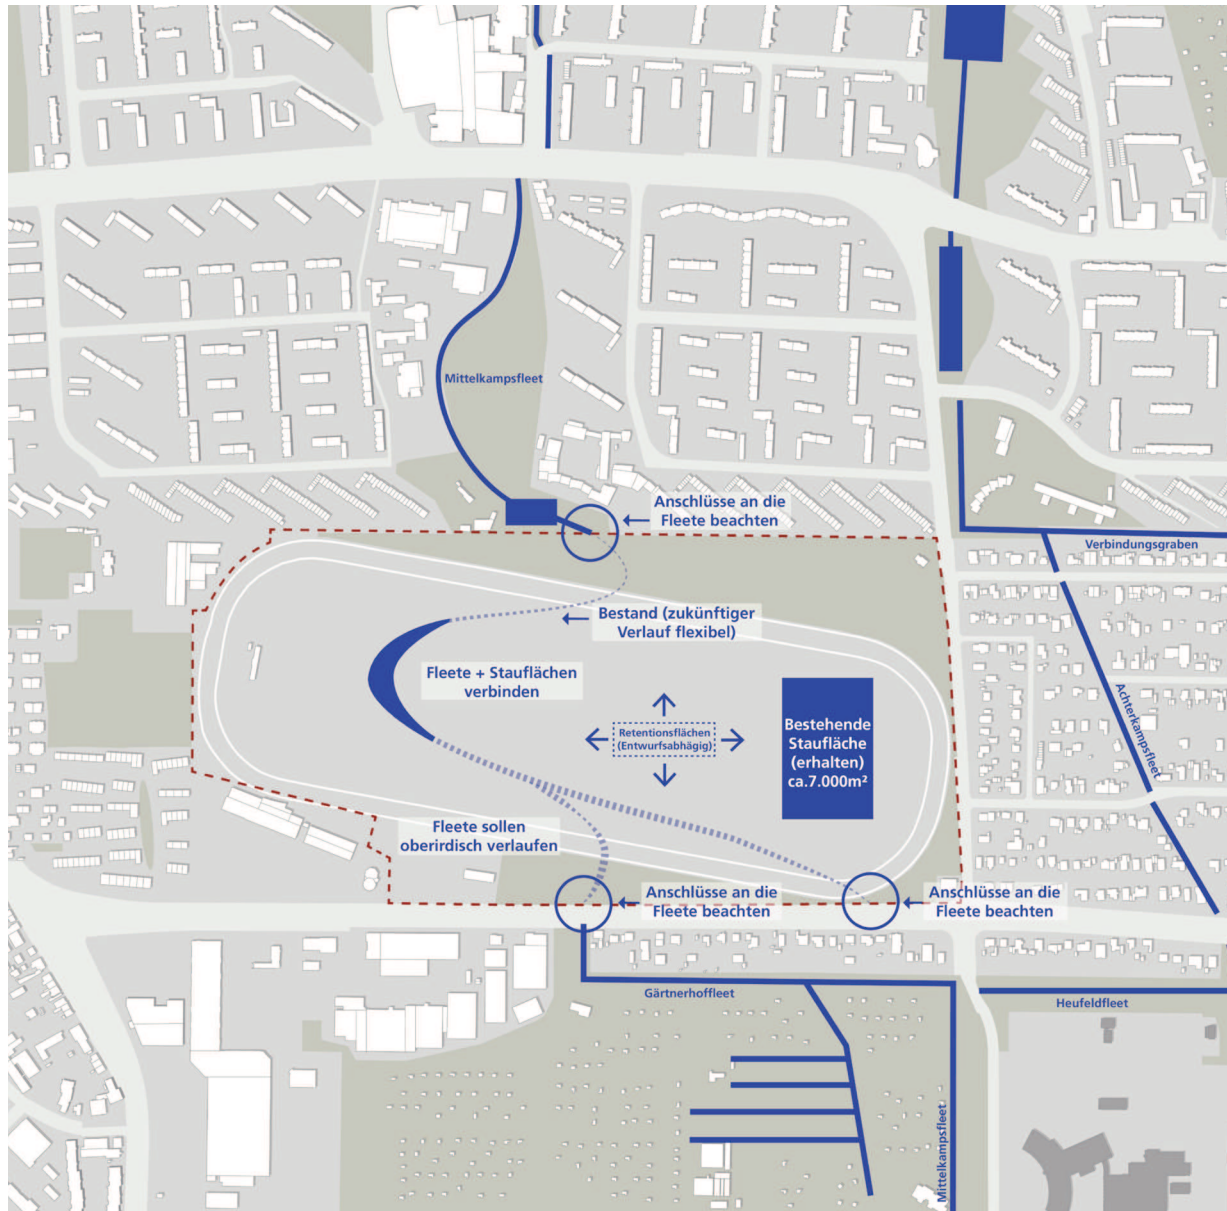 Mittelkampsfleet
Anschlüsse an die
Fleete beachten
Verbindungsgraben
Bestand (zukünftiger
Verlauf flexibel)
Fleete + Stauflächen
verbinden
Achterkampsfleet
Retentionsflächen
(Entwurfsabhägig)
Bestehende
Staufläche
(erhalten)
ca.7.000m²
Fleete sollen
oberirdisch verlaufen
Anschlüsse an die
Fleete beachten
Anschlüsse an die
Fleete beachten
Gärtnerhoffleet
Heufeldfleet
Mittelkampsfleet